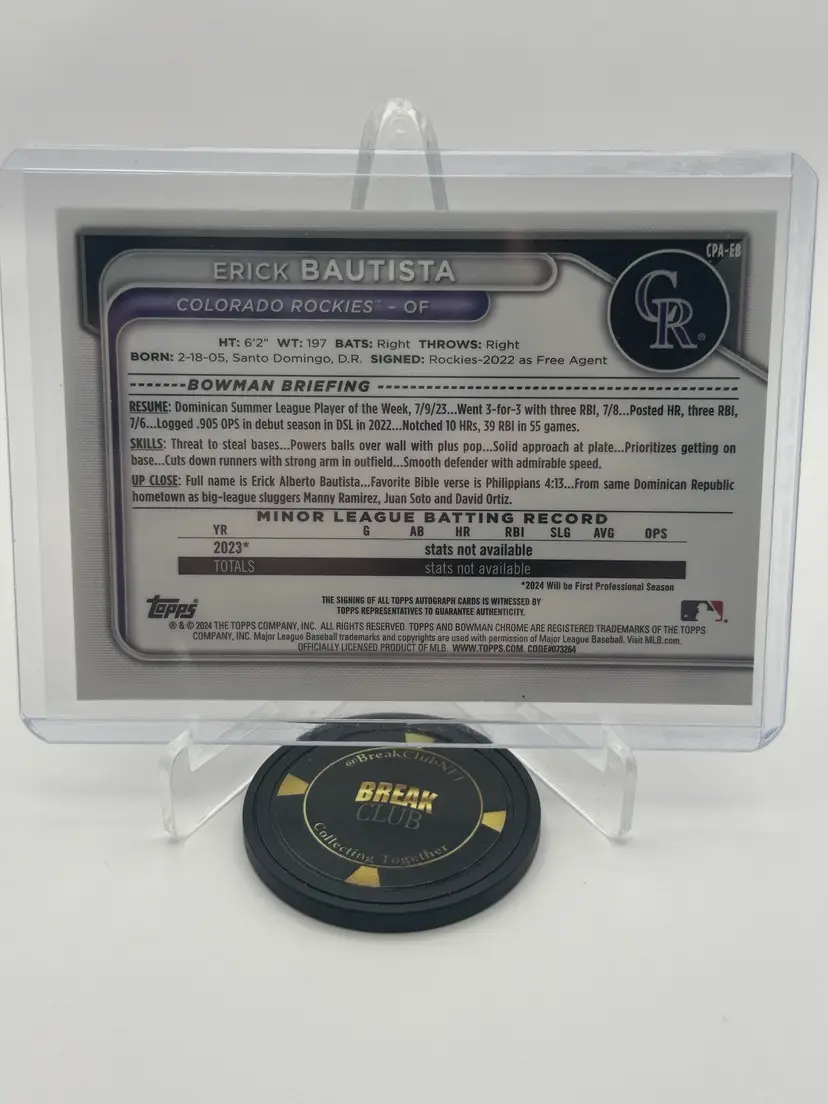 CPA-EB
ERICK BAUTISTA
COLORADO ROCKIES™ - OF
CR®
HT: 6'2" WT: 197 BATS: Right THROWS: Right
BORN: 2-18-05, Santo Domingo, D.R. SIGNED: Rockies-2022 as Free Agent
BOWMAN BRIEFING
RESUME: Dominican Summer League Player of the Week, 7/9/23...Went 3-for-3 with three RBI, 7/8...Posted HR, three RBI,
7/6...Logged .905 OPS in debut season in DSL in 2022...Notched 10 HRs, 39 RBI in 55 games.
SKILLS: Threat to steal bases...Powers balls over wall with plus pop...Solid approach at plate...Prioritizes getting on
base...Cuts down runners with strong arm in outfield...Smooth defender with admirable speed.
UP CLOSE: Full name is Erick Alberto Bautista...Favorite Bible verse is Philippians 4:13...From same Dominican Republic
hometown as big-league sluggers Manny Ramirez, Juan Soto and David Ortiz.
MINOR LEAGUE BATTING RECORD
YR G AB HR RBI SLG AVG OPS
2023* stats not available
TOTALS stats not available
*2024 Will be First Professional Season
Topps
THE SIGNING OF ALL TOPPS AUTOGRAPH CARDS IS WITNESSED BY
TOPPS REPRESENTATIVES TO GUARANTEE AUTHENTICITY.
® & © 2024 THE TOPPS COMPANY, INC. ALL RIGHTS RESERVED. TOPPS AND BOWMAN CHROME ARE REGISTERED TRADEMARKS OF THE TOPPS
COMPANY, INC. Major League Baseball trademarks and copyrights are used with permission of Major League Baseball. Visit MLB.com.
OFFICIALLY LICENSED PRODUCT OF MLB. WWW.TOPPS.COM. CODE#073264
@BreakClubNFT
BREAK
CLUB
Collecting Together